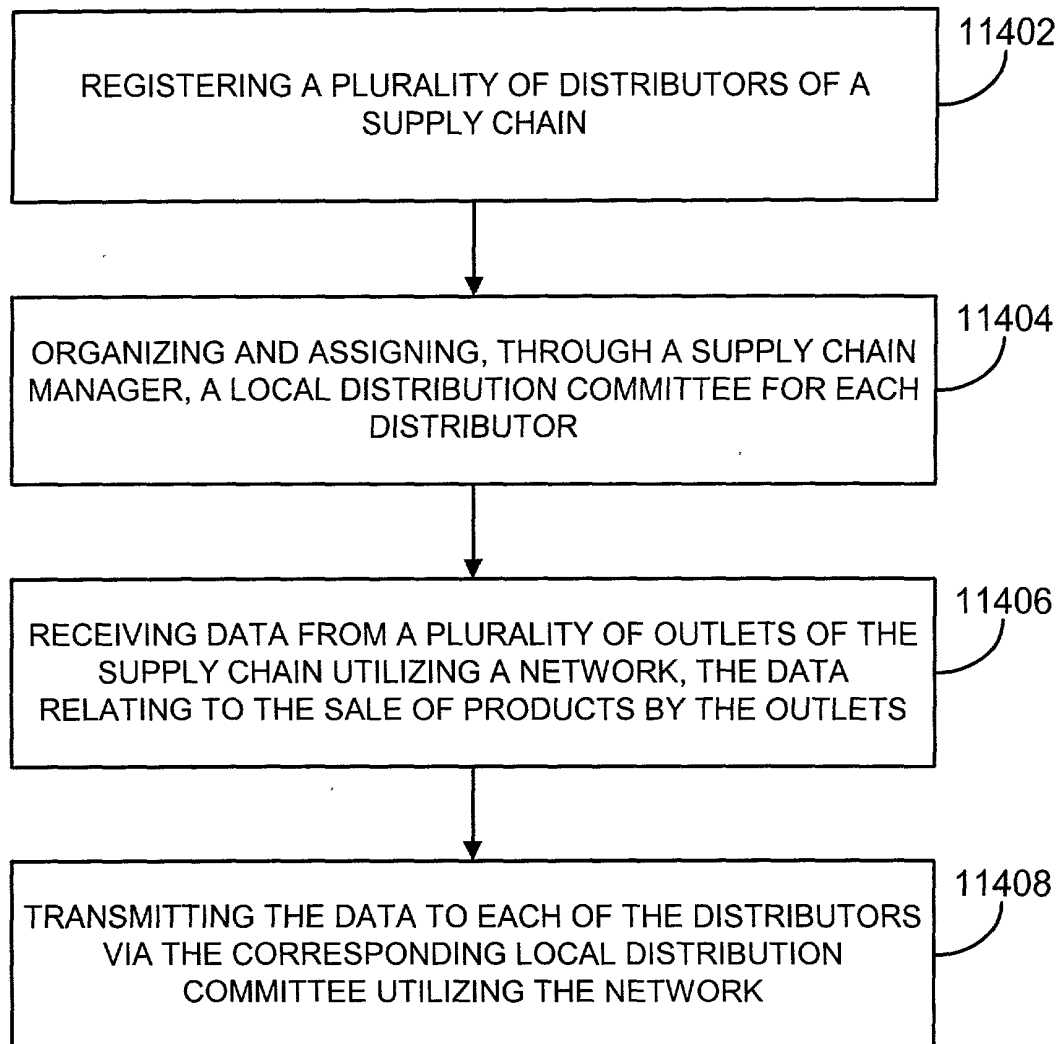 11402
REGISTERING A PLURALITY OF DISTRIBUTORS OF A
SUPPLY CHAIN
11404
ORGANIZING AND ASSIGNING, THROUGH A SUPPLY CHAIN
MANAGER, A LOCAL DISTRIBUTION COMMITTEE FOR EACH
DISTRIBUTOR
11406
RECEIVING DATA FROM A PLURALITY OF OUTLETS OF THE
SUPPLY CHAIN UTILIZING A NETWORK, THE DATA
RELATING TO THE SALE OF PRODUCTS BY THE OUTLETS
11408
TRANSMITTING THE DATA TO EACH OF THE DISTRIBUTORS
VIA THE CORRESPONDING LOCAL DISTRIBUTION
COMMITTEE UTILIZING THE NETWORK